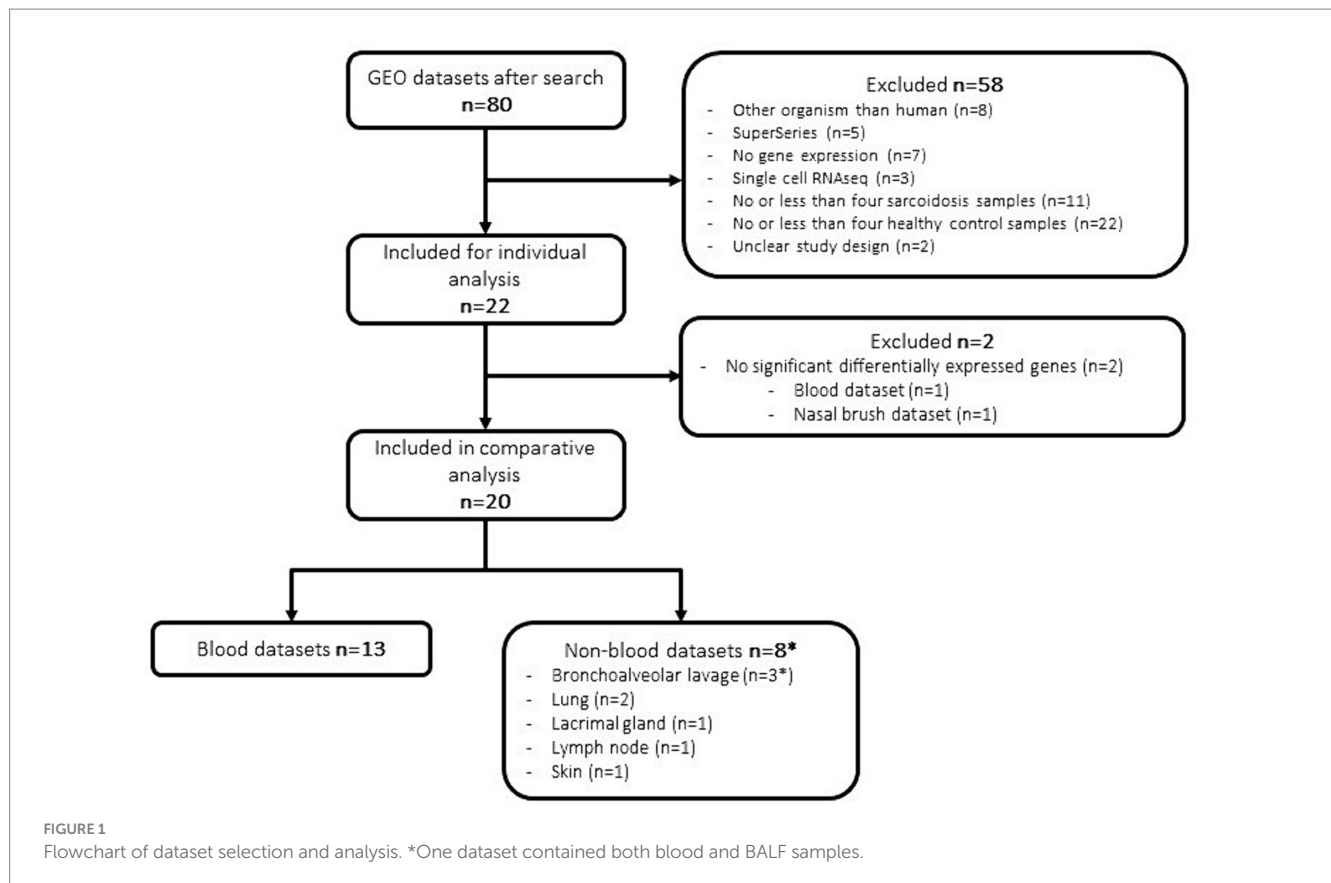 GEO datasets after search
n=80
Excluded n=58
- Other organism than human (n=8)
- SuperSeries (n=5)
- No gene expression (n=7)
- Single cell RNAseq (n=3)
- No or less than four sarcoidosis samples (n=11)
- No or less than four healthy control samples (n=22)
- Unclear study design (n=2)
Included for individual
analysis
n=22
Excluded n=2
- No significant differentially expressed genes (n=2)
- Blood dataset (n=1)
- Nasal brush dataset (n=1)
Included in comparative
analysis
n=20
Blood datasets n=13
Non-blood datasets n=8*
- Bronchoalveolar lavage (n=3*)
- Lung (n=2)
- Lacrimal gland (n=1)
- Lymph node (n=1)
- Skin (n=1)
FIGURE 1
Flowchart of dataset selection and analysis. *One dataset contained both blood and BALF samples.